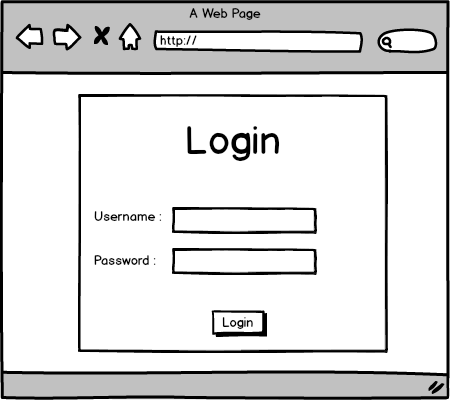 A Web Page
http://
Login
Username :
Password :
Login